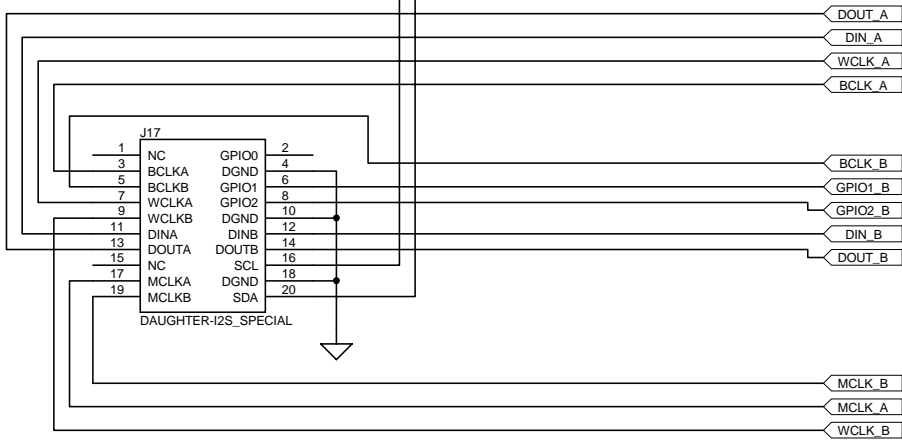 DOUT_A
DIN_A
WCLK_A
BCLK_A
J17
1 NC GPIO0 2
3 BCLKA DGND 4
5 BCLKB GPIO1 6
7 WCLKA GPIO2 8
9 WCLKB DGND 10
11 DINA DINB 12
13 DOUTA DOUTB 14
15 NC SCL 16
17 MCLKA DGND 18
19 MCLKB SDA 20
DAUGHTER-I2S_SPECIAL
BCLK_B
GPIO1_B
GPIO2_B
DIN_B
DOUT_B
MCLK_B
MCLK_A
WCLK_B